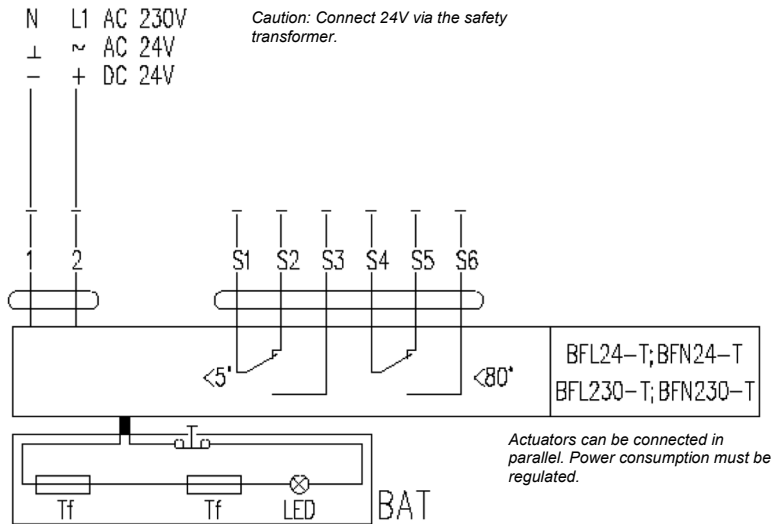 N L1 AC 230V
⊥ ~ AC 24V
– + DC 24V
Caution: Connect 24V via the safety
transformer.
1 2 S1 S2 S3 S4 S5 S6
<5° <80°
BFL24-T; BFN24-T
BFL230-T; BFN230-T
T
Tf Tf LED BAT
Actuators can be connected in
parallel. Power consumption must be
regulated.